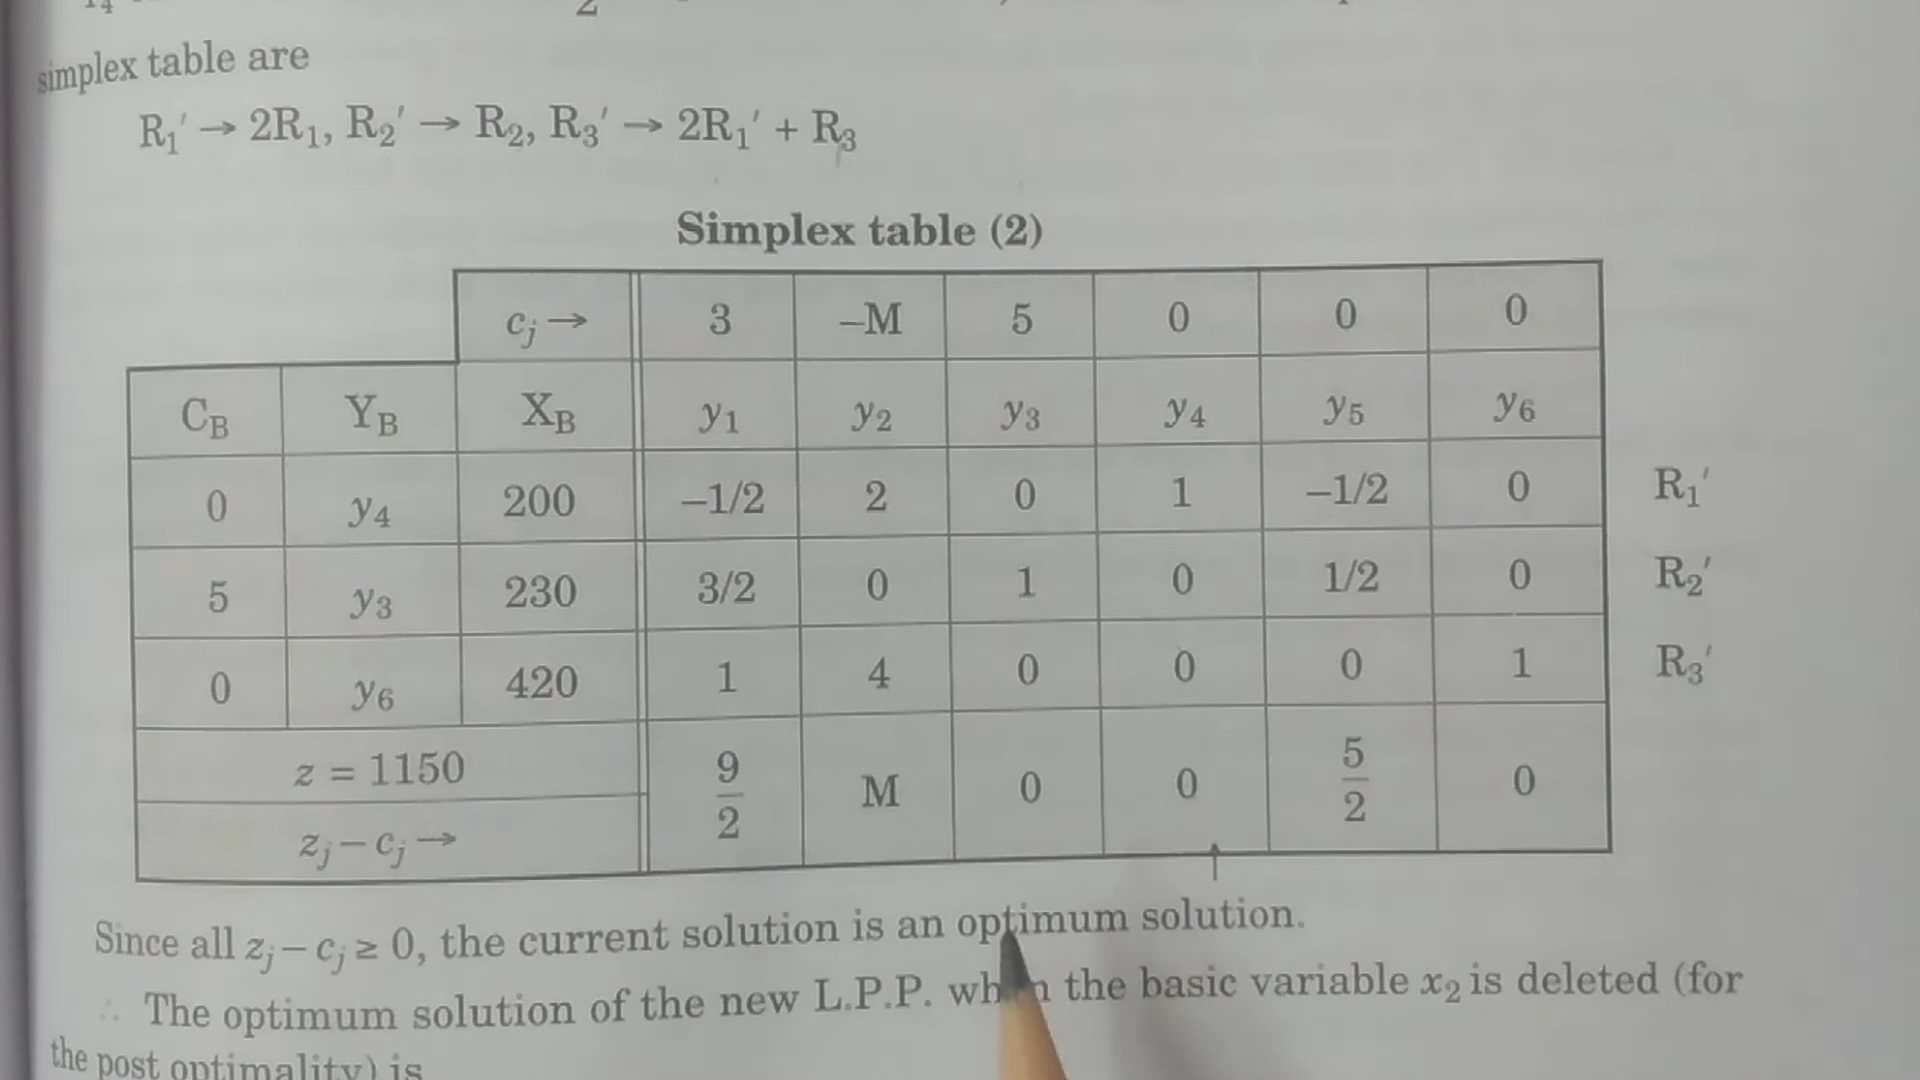 simplex table are
R₁′ → 2R₁, R₂′ → R₂, R₃′ → 2R₁′ + R₃
Simplex table (2)
cⱼ → 3 –M 5 0 0 0
C_B Y_B X_B y₁ y₂ y₃ y₄ y₅ y₆
0 y₄ 200 –1/2 2 0 1 –1/2 0 R₁′
5 y₃ 230 3/2 0 1 0 1/2 0 R₂′
0 y₆ 420 1 4 0 0 0 1 R₃′
z = 1150
zⱼ – cⱼ → 9/2 M 0 0 5/2 0
↑
Since all zⱼ – cⱼ ≥ 0, the current solution is an optimum solution.
∴ The optimum solution of the new L.P.P. when the basic variable x₂ is deleted (for
the post optimality) is